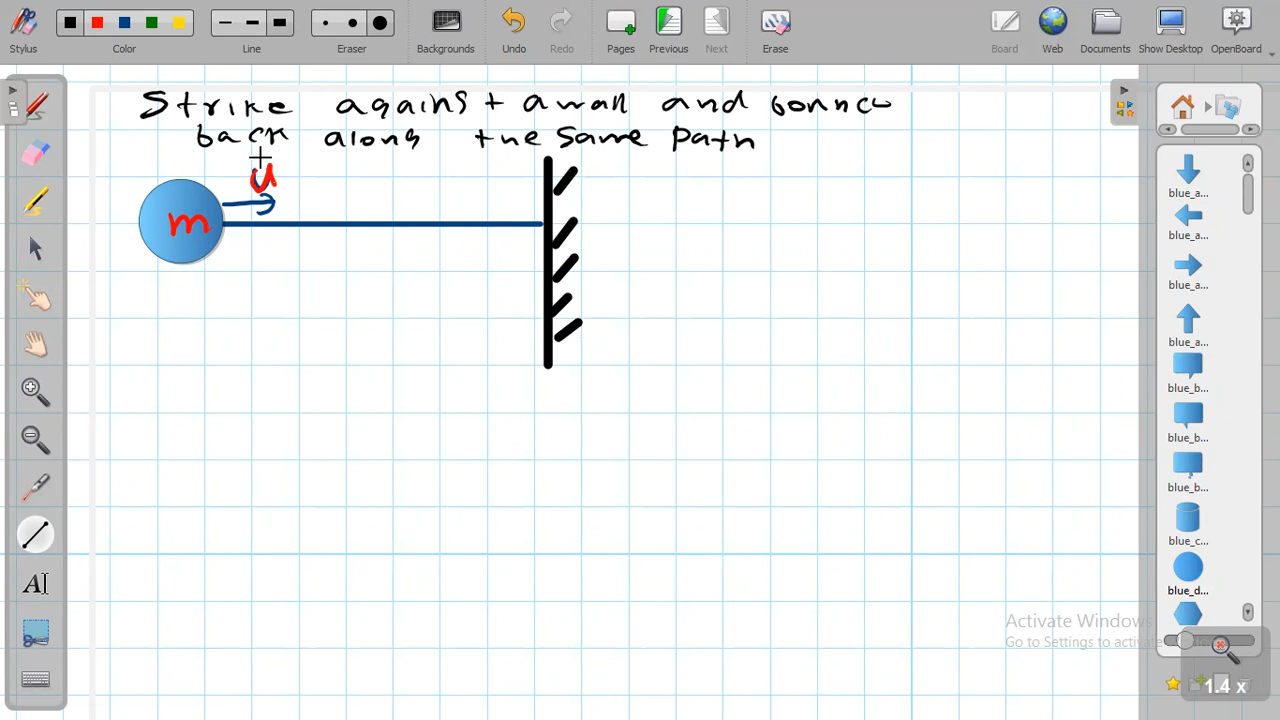 Stylus
Color
Line
Eraser
Backgrounds
Undo
Redo
Pages
Previous
Next
Erase
Board
Web
Documents
Show Desktop
OpenBoard
Strike against a wall and bounce
back along the same path
u
m
blue_a...
blue_a...
blue_a...
blue_a...
blue_b...
blue_b...
blue_b...
blue_c...
blue_d...
Activate Windows
Go to Settings to activate
1.4 x
AI